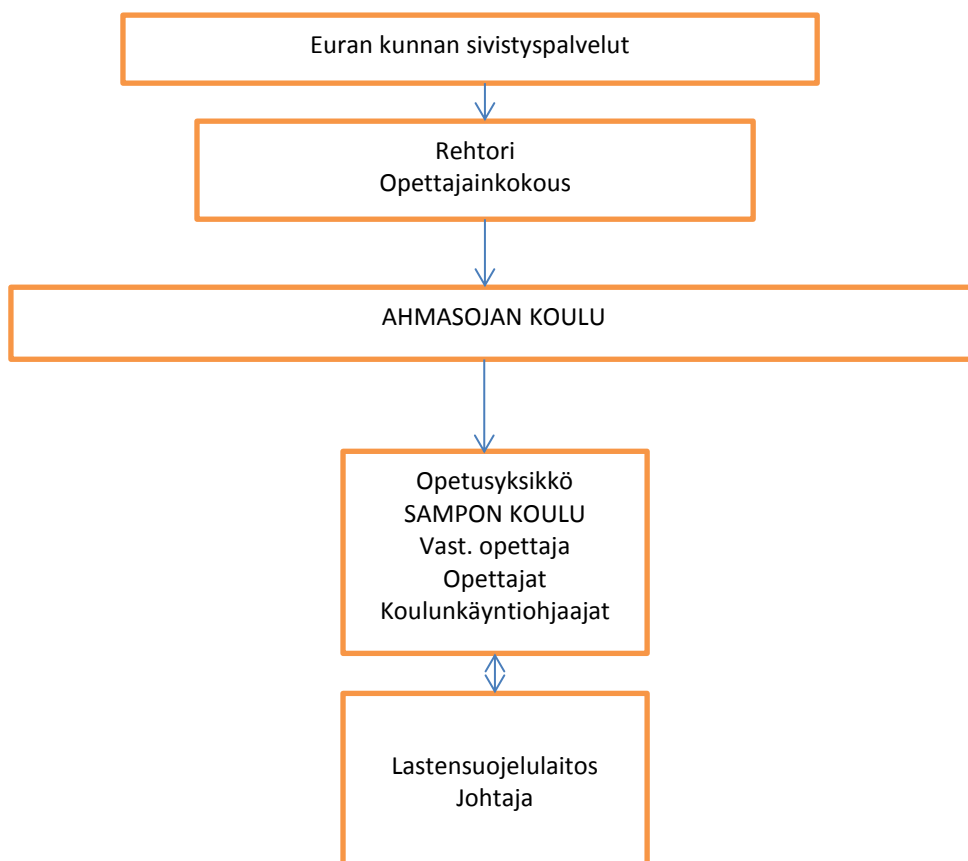 Euran kunnan sivistyspalvelut
Rehtori
Opettajainkokous
AHMASOJAN KOULU
Opetusyksikkö
SAMPON KOULU
Vast. opettaja
Opettajat
Koulunkäyntiohjaajat
Lastensuojelulaitos
Johtaja